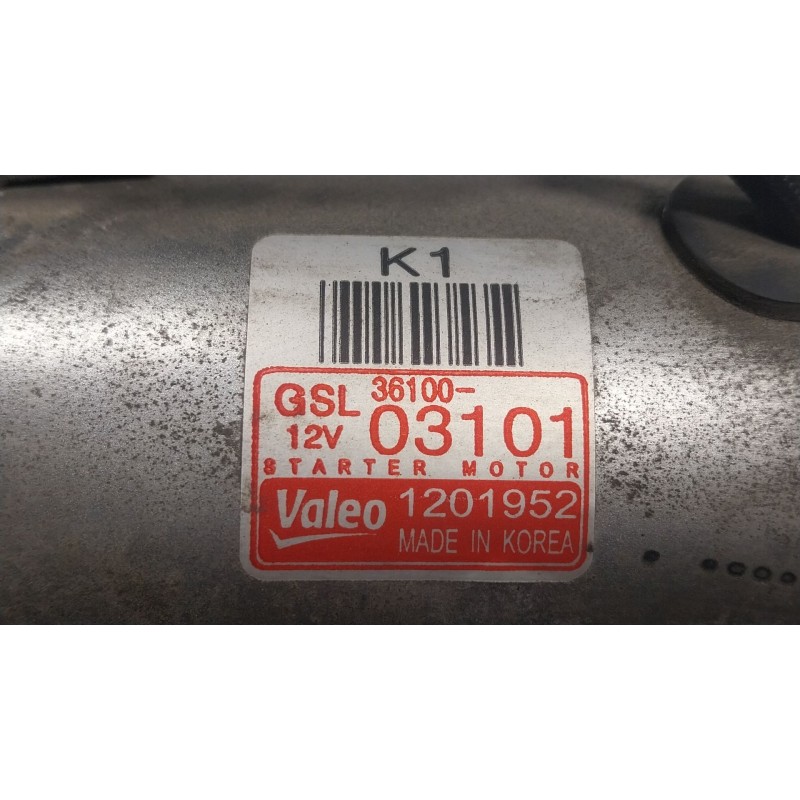 K1
GSL 36100-
12V 03101
STARTER MOTOR
Valeo 1201952
MADE IN KOREA